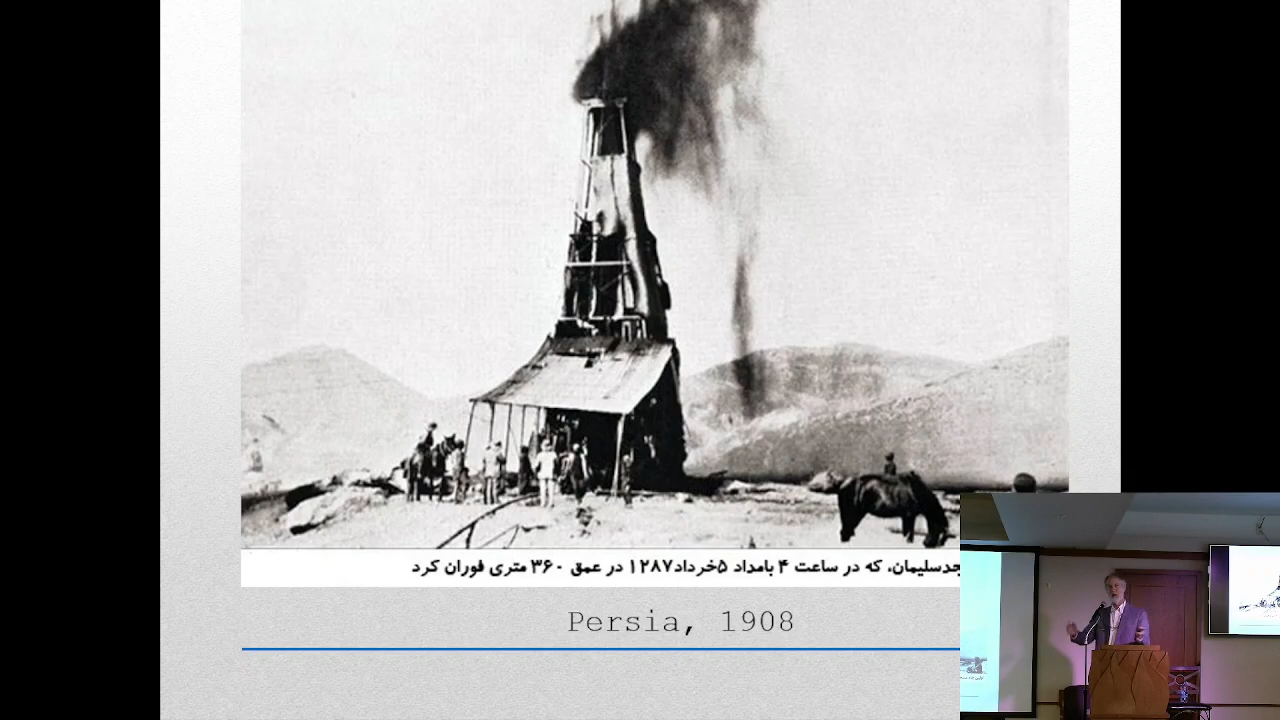 جدسلیمان، که در ساعت ۴ بامداد ۵خرداد۱۲۸۷ در عمق ۳۶۰ متری فوران کرد
Persia, 1908